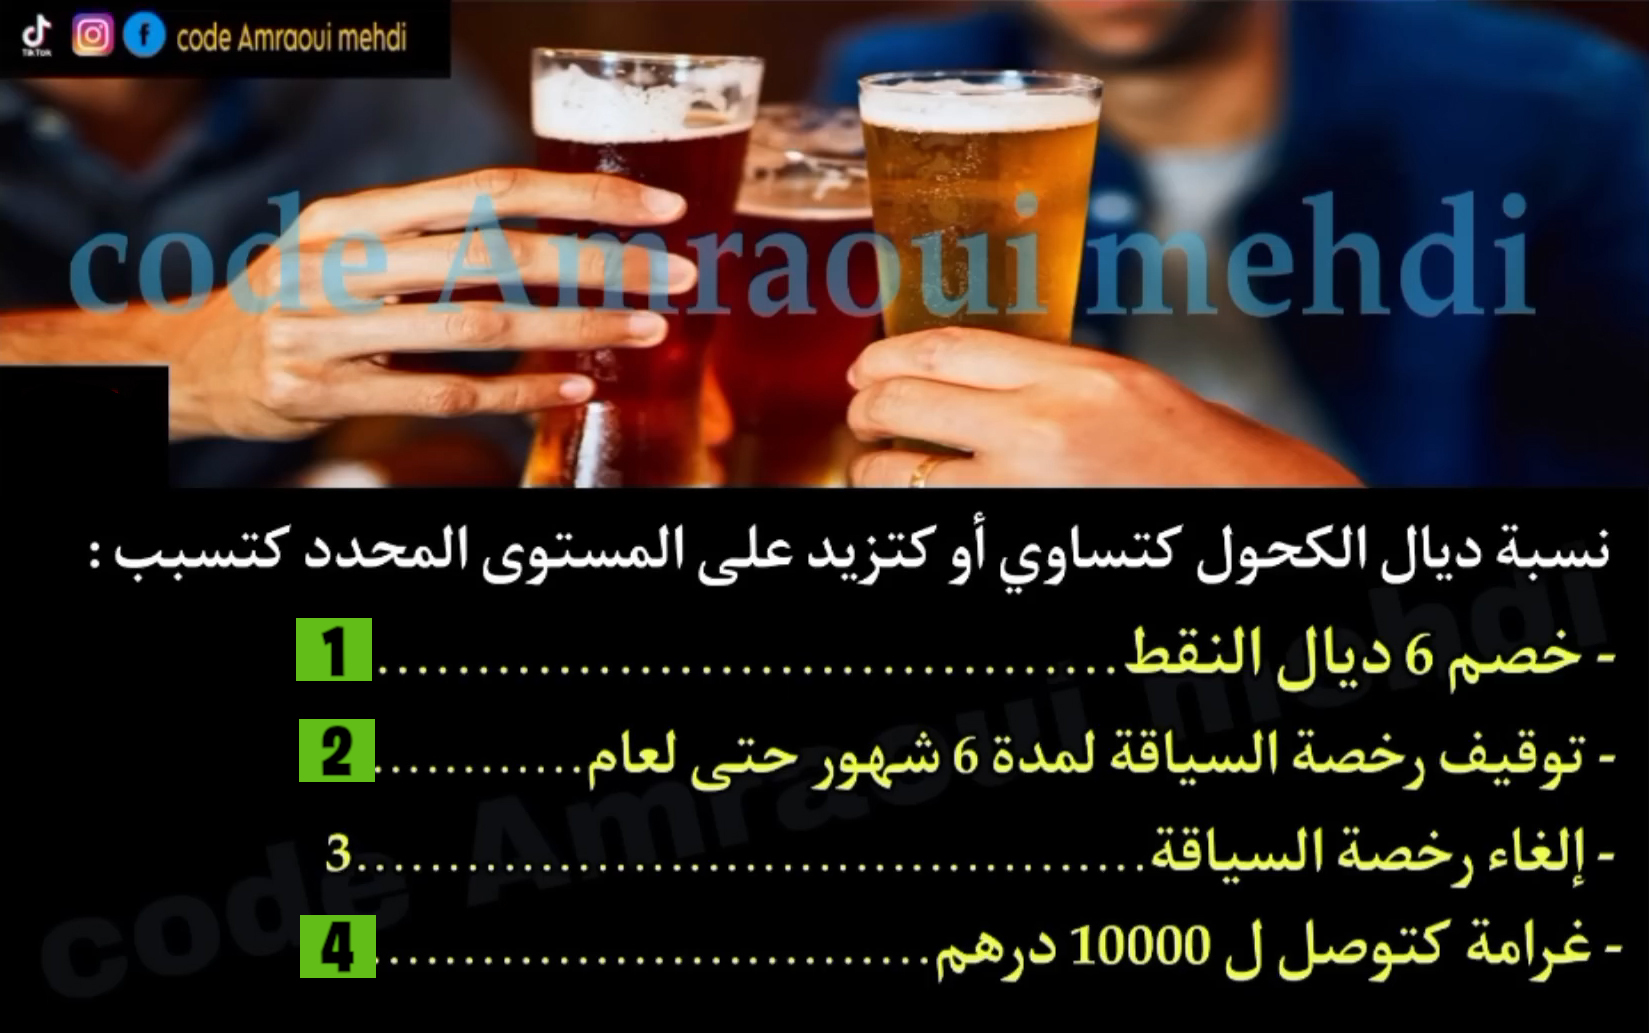 TikTok code Amraoui mehdi
code Amraoui mehdi
نسبة ديال الكحول كتساوي أو كتزيد على المستوى المحدد كتسبب :
- خصم 6 ديال النقط.....................................1
- توقيف رخصة السياقة لمدة 6 شهور حتى لعام............2
- إلغاء رخصة السياقة........................................3
- غرامة كتوصل ل 10000 درهم............................4
code Amraoui mehdi